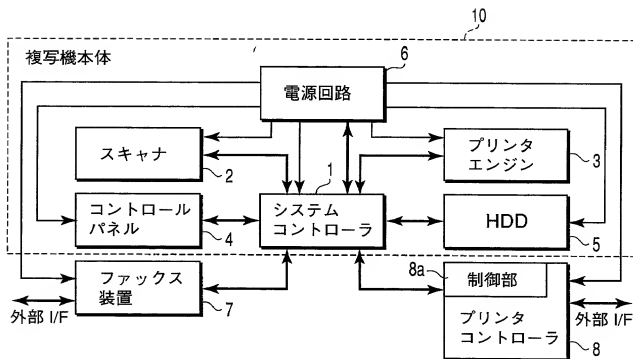 10
複写機本体
6
電源回路
スキャナ
2
プリンタ
エンジン
3
1
コントロール
パネル
4
システム
コントローラ
HDD
5
ファックス
装置
7
外部 I/F
8a
制御部
プリンタ
コントローラ
8
外部 I/F